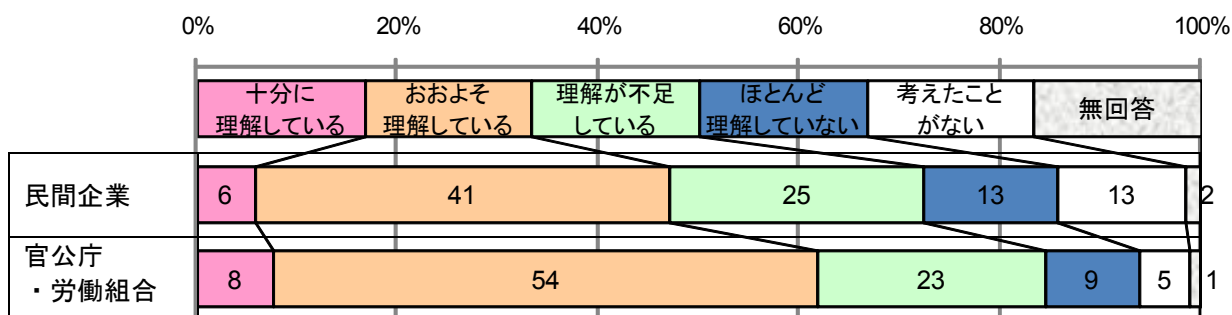 0% 20% 40% 60% 80% 100%
十分に おおよそ 理解が不足 ほとんど 考えたこと 無回答
理解している 理解している している 理解していない がない
民間企業 6 41 25 13 13 2
官公庁
・労働組合 8 54 23 9 5 1